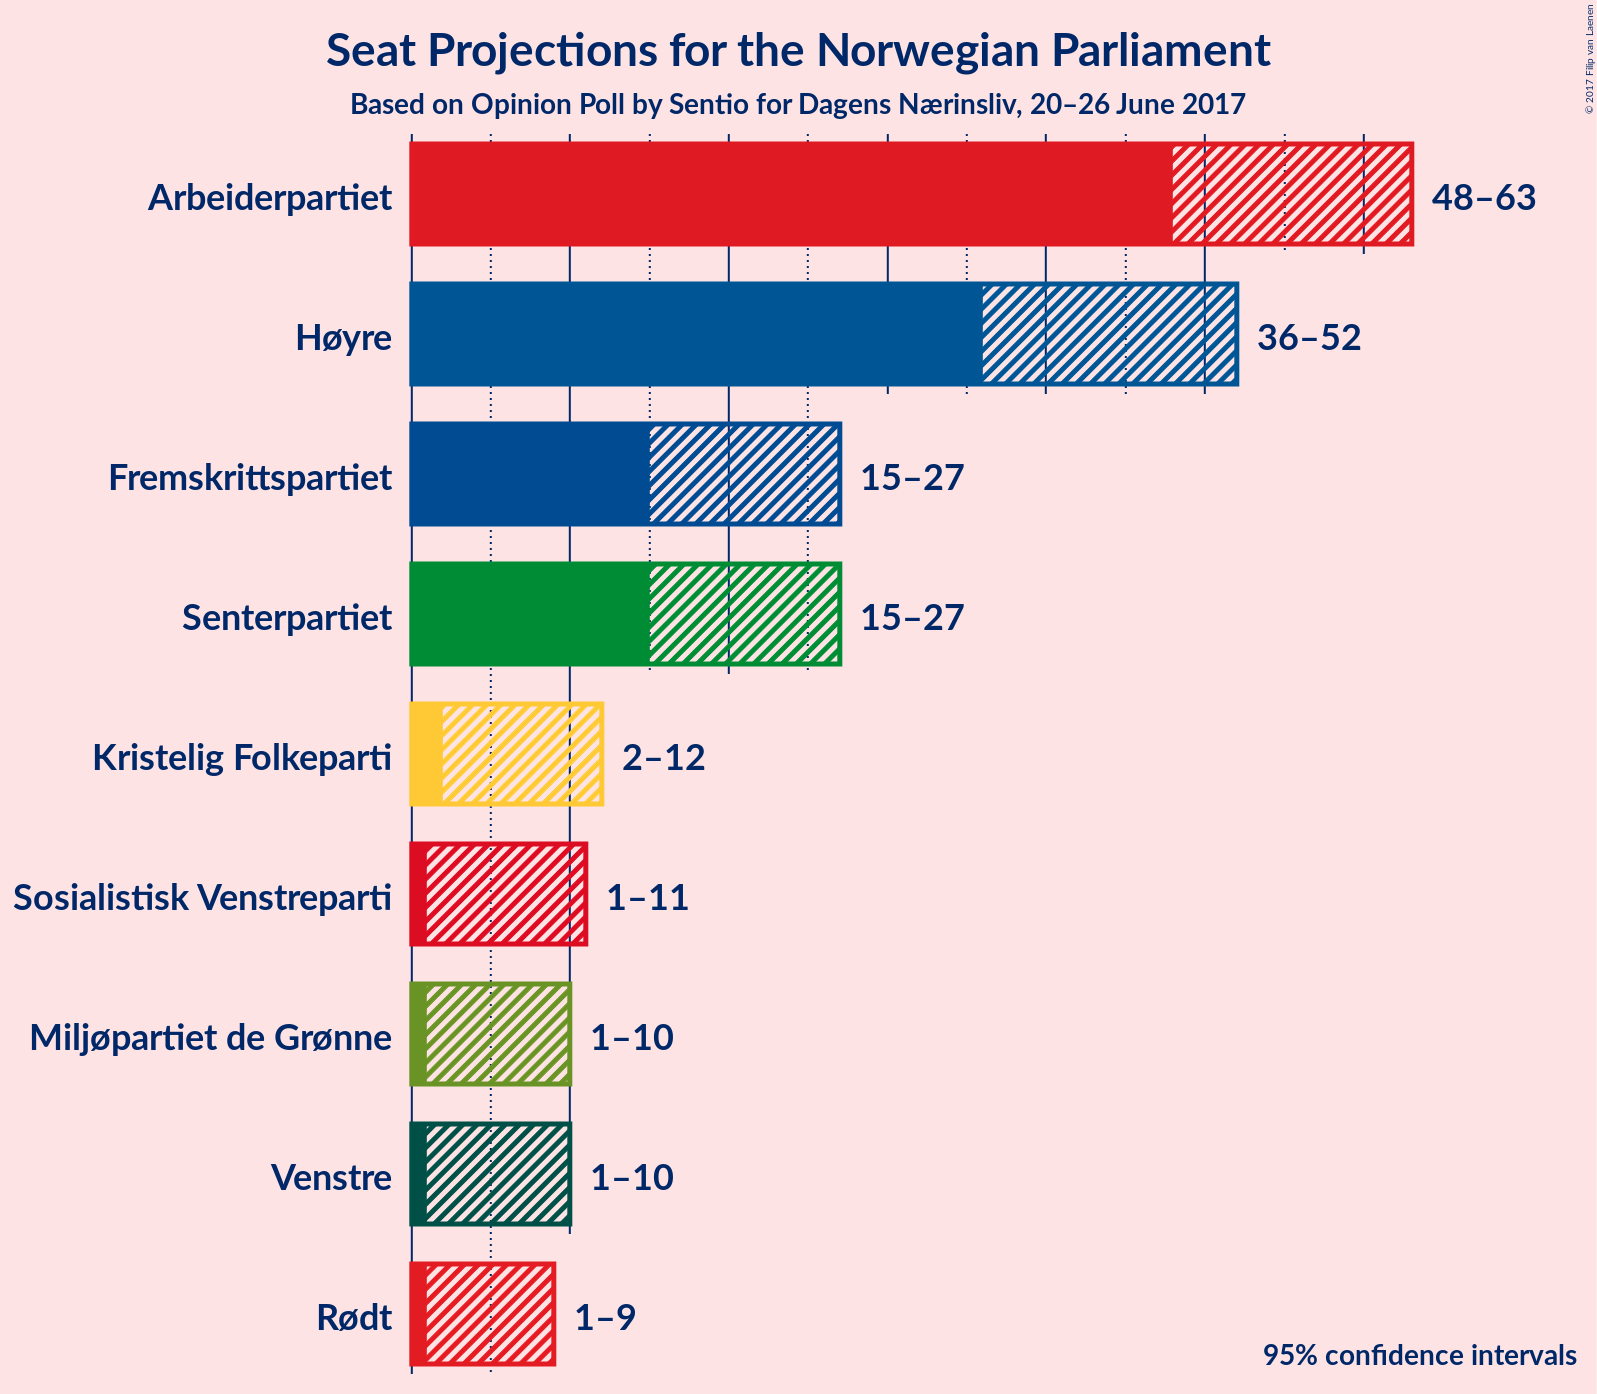 © 2017 Filip van Laenen
Seat Projections for the Norwegian Parliament
Based on Opinion Poll by Sentio for Dagens Nærinsliv, 20–26 June 2017
Arbeiderpartiet 48–63
Høyre 36–52
Fremskrittspartiet 15–27
Senterpartiet 15–27
Kristelig Folkeparti 2–12
Sosialistisk Venstreparti 1–11
Miljøpartiet de Grønne 1–10
Venstre 1–10
Rødt 1–9
95% confidence intervals